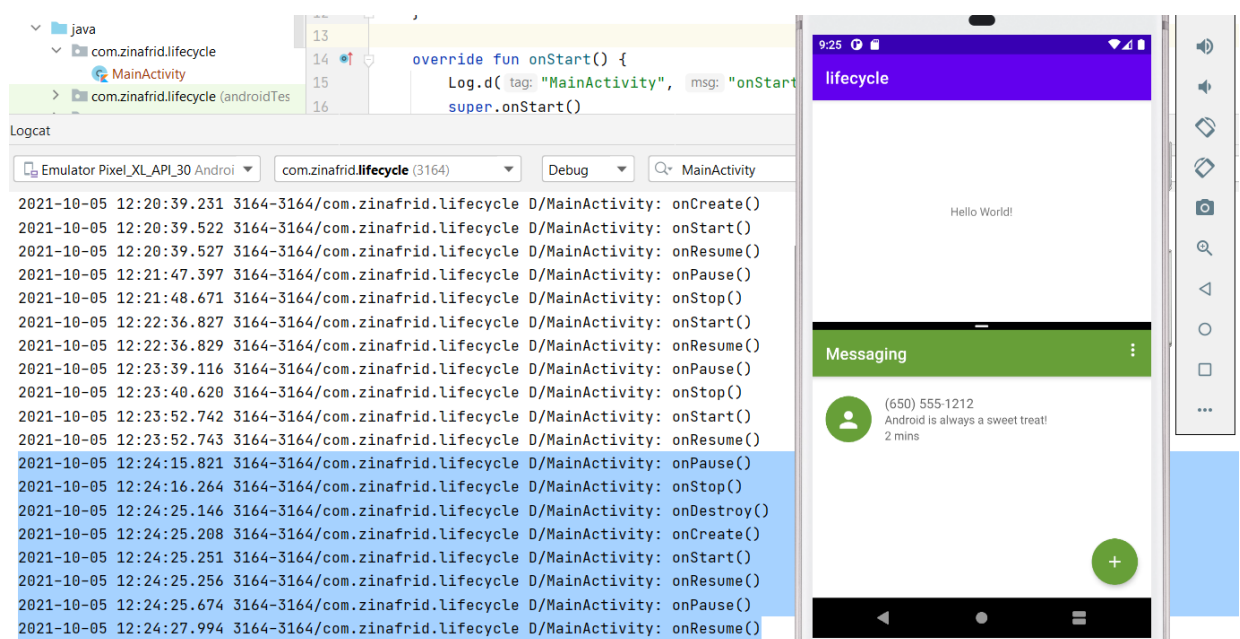 java
com.zinafrid.lifecycle
MainActivity
com.zinafrid.lifecycle (androidTes
13
14 override fun onStart() {
15 Log.d( tag: "MainActivity", msg: "onStart
16 super.onStart()
Logcat
Emulator Pixel_XL_API_30 Androi com.zinafrid.lifecycle (3164) Debug MainActivity
2021-10-05 12:20:39.231 3164-3164/com.zinafrid.lifecycle D/MainActivity: onCreate()
2021-10-05 12:20:39.522 3164-3164/com.zinafrid.lifecycle D/MainActivity: onStart()
2021-10-05 12:20:39.527 3164-3164/com.zinafrid.lifecycle D/MainActivity: onResume()
2021-10-05 12:21:47.397 3164-3164/com.zinafrid.lifecycle D/MainActivity: onPause()
2021-10-05 12:21:48.671 3164-3164/com.zinafrid.lifecycle D/MainActivity: onStop()
2021-10-05 12:22:36.827 3164-3164/com.zinafrid.lifecycle D/MainActivity: onStart()
2021-10-05 12:22:36.829 3164-3164/com.zinafrid.lifecycle D/MainActivity: onResume()
2021-10-05 12:23:39.116 3164-3164/com.zinafrid.lifecycle D/MainActivity: onPause()
2021-10-05 12:23:40.620 3164-3164/com.zinafrid.lifecycle D/MainActivity: onStop()
2021-10-05 12:23:52.742 3164-3164/com.zinafrid.lifecycle D/MainActivity: onStart()
2021-10-05 12:23:52.743 3164-3164/com.zinafrid.lifecycle D/MainActivity: onResume()
2021-10-05 12:24:15.821 3164-3164/com.zinafrid.lifecycle D/MainActivity: onPause()
2021-10-05 12:24:16.264 3164-3164/com.zinafrid.lifecycle D/MainActivity: onStop()
2021-10-05 12:24:25.146 3164-3164/com.zinafrid.lifecycle D/MainActivity: onDestroy()
2021-10-05 12:24:25.208 3164-3164/com.zinafrid.lifecycle D/MainActivity: onCreate()
2021-10-05 12:24:25.251 3164-3164/com.zinafrid.lifecycle D/MainActivity: onStart()
2021-10-05 12:24:25.256 3164-3164/com.zinafrid.lifecycle D/MainActivity: onResume()
2021-10-05 12:24:25.674 3164-3164/com.zinafrid.lifecycle D/MainActivity: onPause()
2021-10-05 12:24:27.994 3164-3164/com.zinafrid.lifecycle D/MainActivity: onResume()
9:25
lifecycle
Hello World!
Messaging
(650) 555-1212
Android is always a sweet treat!
2 mins